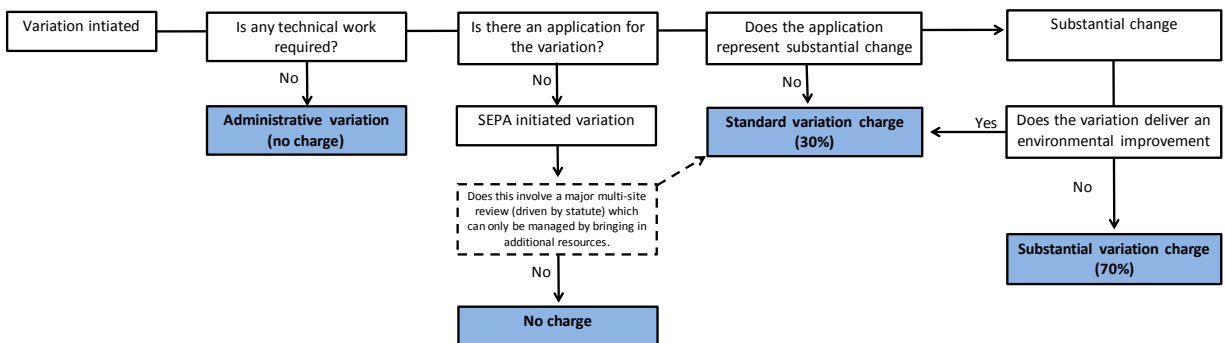 Variation intiated
Is any technical work
required?
Is there an application for
the variation?
Does the application
represent substantial change
Substantial change
No
No
No
Administrative variation
(no charge)
SEPA initiated variation
Standard variation charge
(30%)
Yes
Does the variation deliver an
environmental improvement
Does this involve a major multi-site
review (driven by statute) which
can only be managed by bringing in
additional resources.
No
No
Substantial variation charge
(70%)
No charge